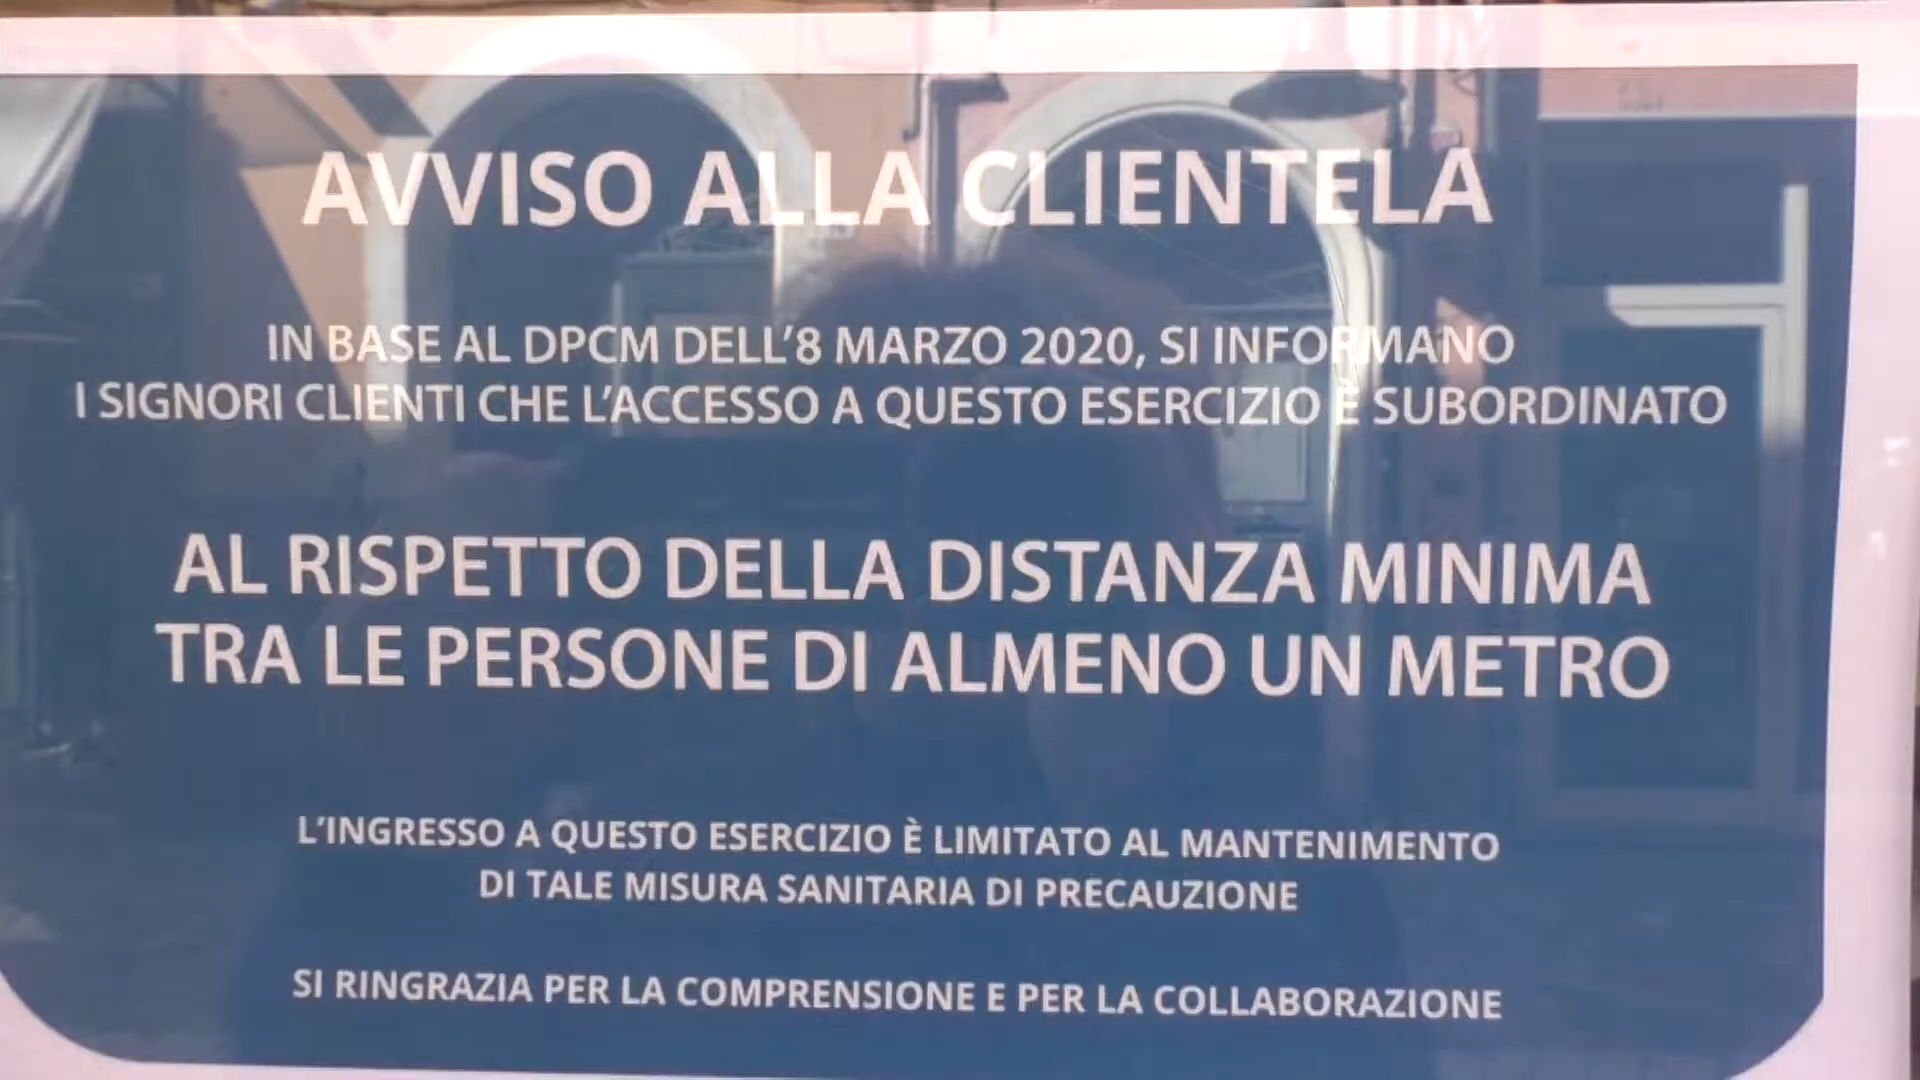 AVVISO ALLA CLIENTELA
IN BASE AL DPCM DELL'8 MARZO 2020, SI INFORMANO
I SIGNORI CLIENTI CHE L'ACCESSO A QUESTO ESERCIZIO È SUBORDINATO
AL RISPETTO DELLA DISTANZA MINIMA
TRA LE PERSONE DI ALMENO UN METRO
L'INGRESSO A QUESTO ESERCIZIO È LIMITATO AL MANTENIMENTO
DI TALE MISURA SANITARIA DI PRECAUZIONE
SI RINGRAZIA PER LA COMPRENSIONE E PER LA COLLABORAZIONE